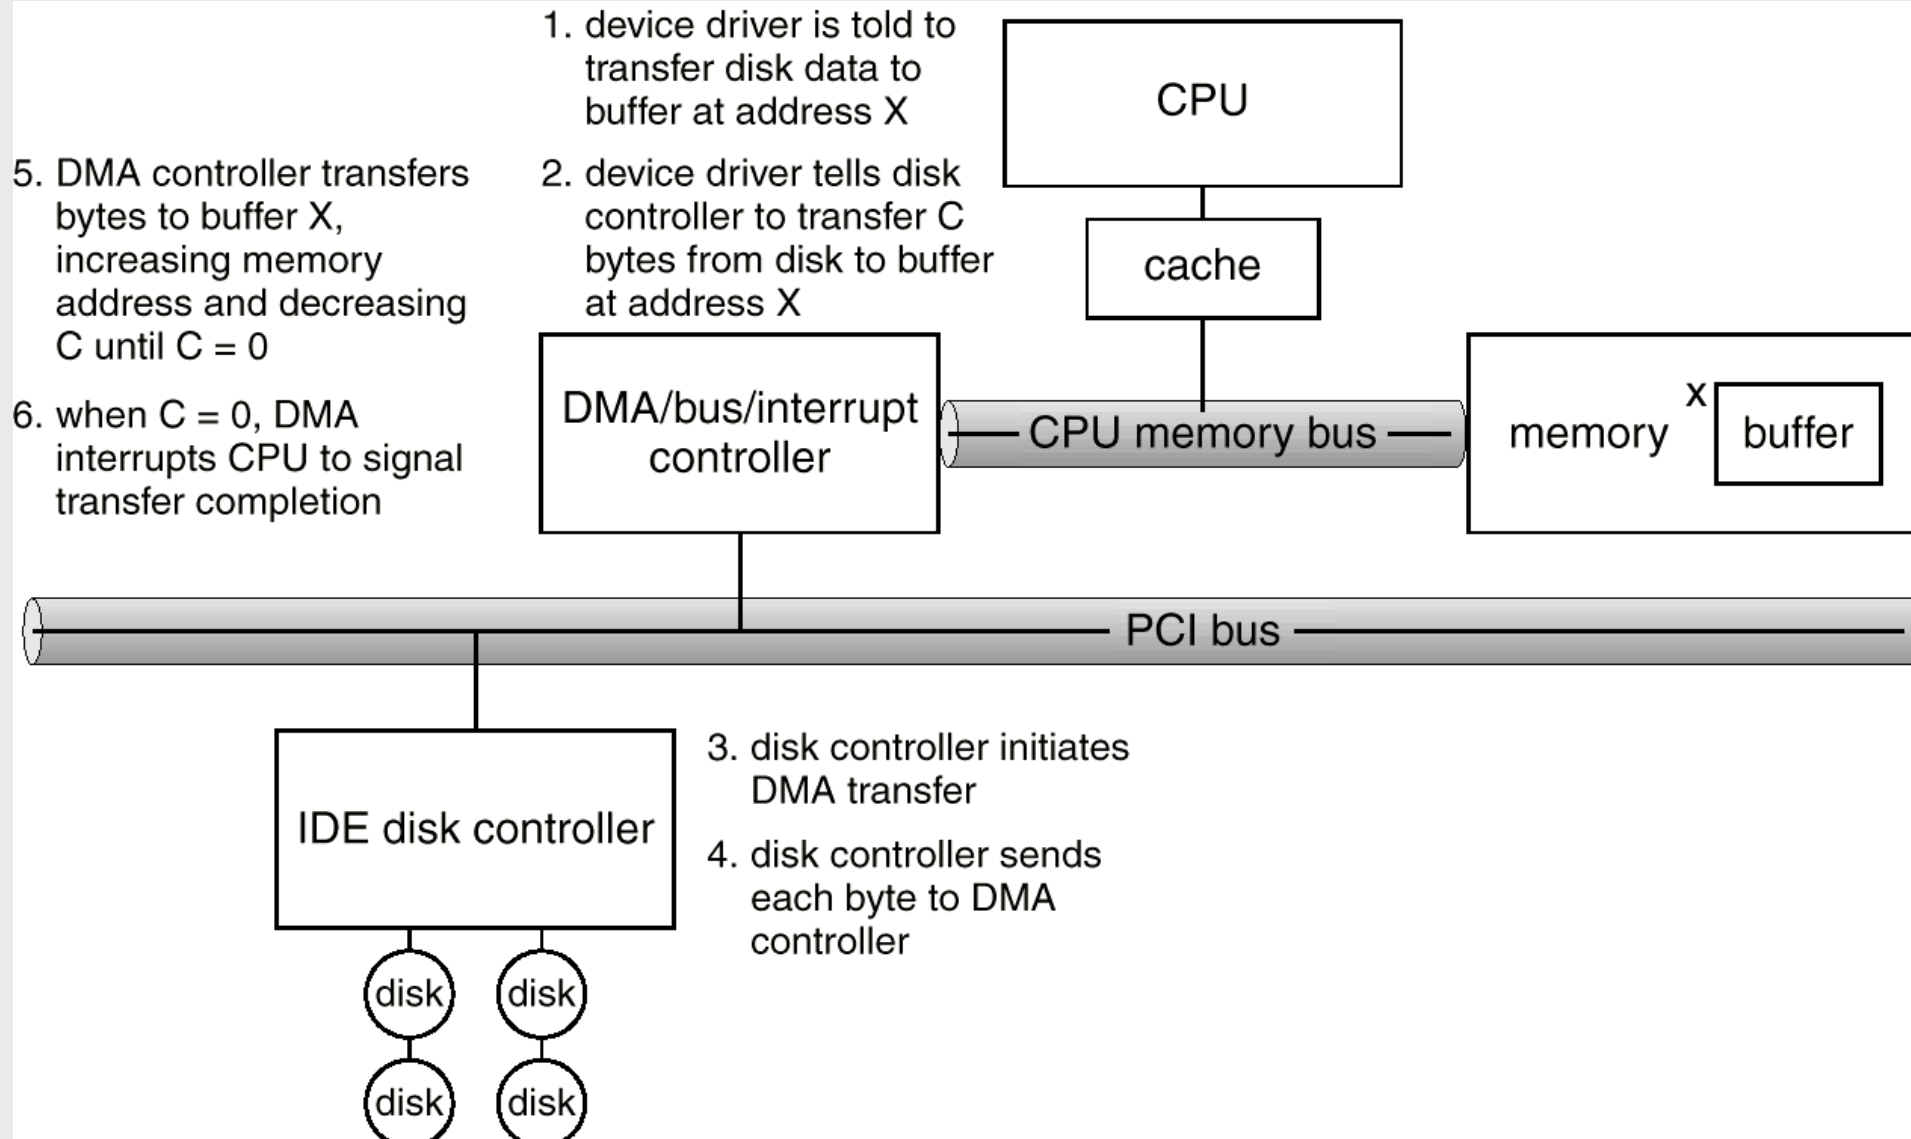 1. device driver is told to
transfer disk data to
buffer at address X
2. device driver tells disk
controller to transfer C
bytes from disk to buffer
at address X
5. DMA controller transfers
bytes to buffer X,
increasing memory
address and decreasing
C until C = 0
6. when C = 0, DMA
interrupts CPU to signal
transfer completion
CPU
cache
DMA/bus/interrupt
controller
CPU memory bus
memory
x
buffer
PCI bus
IDE disk controller
3. disk controller initiates
DMA transfer
4. disk controller sends
each byte to DMA
controller
disk
disk
disk
disk